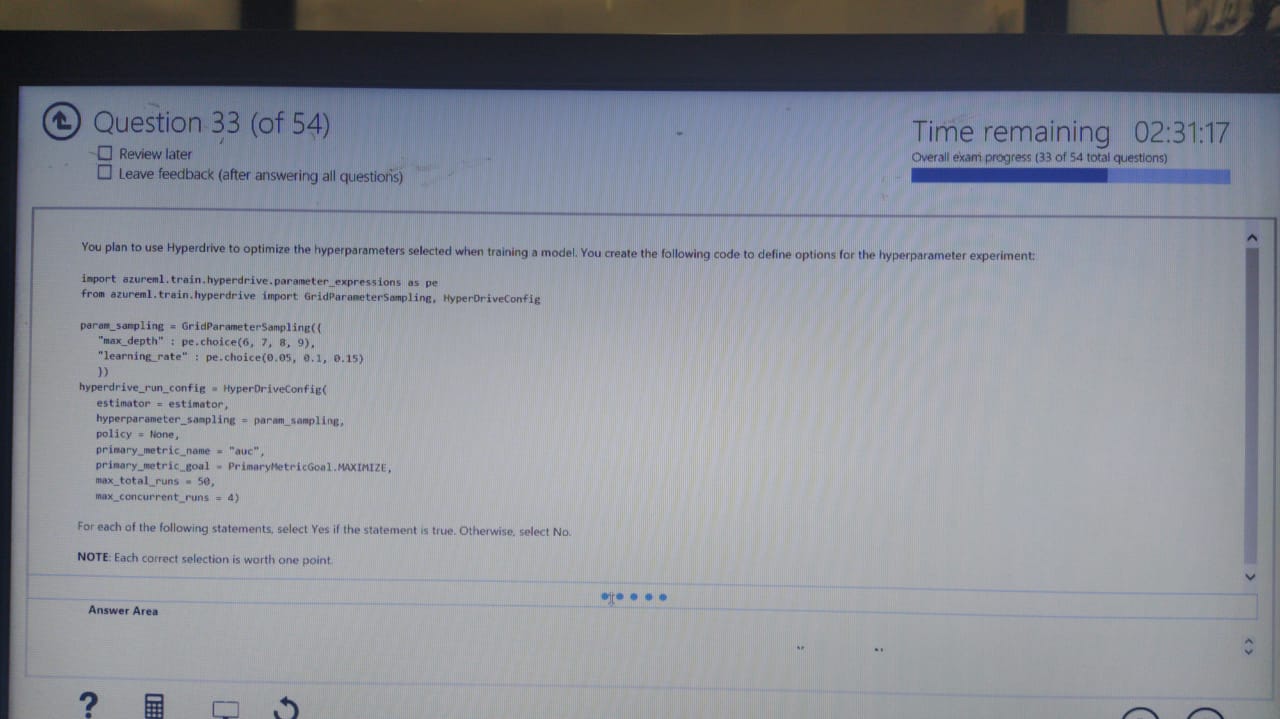 Question 33 (of 54)
Review later
Leave feedback (after answering all questions)
Time remaining 02:31:17
Overall exam progress (33 of 54 total questions)
You plan to use Hyperdrive to optimize the hyperparameters selected when training a model. You create the following code to define options for the hyperparameter experiment:
import azureml.train.hyperdrive.parameter_expressions as pe
from azureml.train.hyperdrive import GridParameterSampling, HyperDriveConfig
param_sampling = GridParameterSampling({
"max_depth" : pe.choice(6, 7, 8, 9),
"learning_rate" : pe.choice(0.05, 0.1, 0.15)
})
hyperdrive_run_config = HyperDriveConfig(
estimator = estimator,
hyperparameter_sampling = param_sampling,
policy = None,
primary_metric_name = "auc",
primary_metric_goal = PrimaryMetricGoal.MAXIMIZE,
max_total_runs = 50,
max_concurrent_runs = 4)
For each of the following statements, select Yes if the statement is true. Otherwise, select No.
NOTE: Each correct selection is worth one point.
Answer Area
?